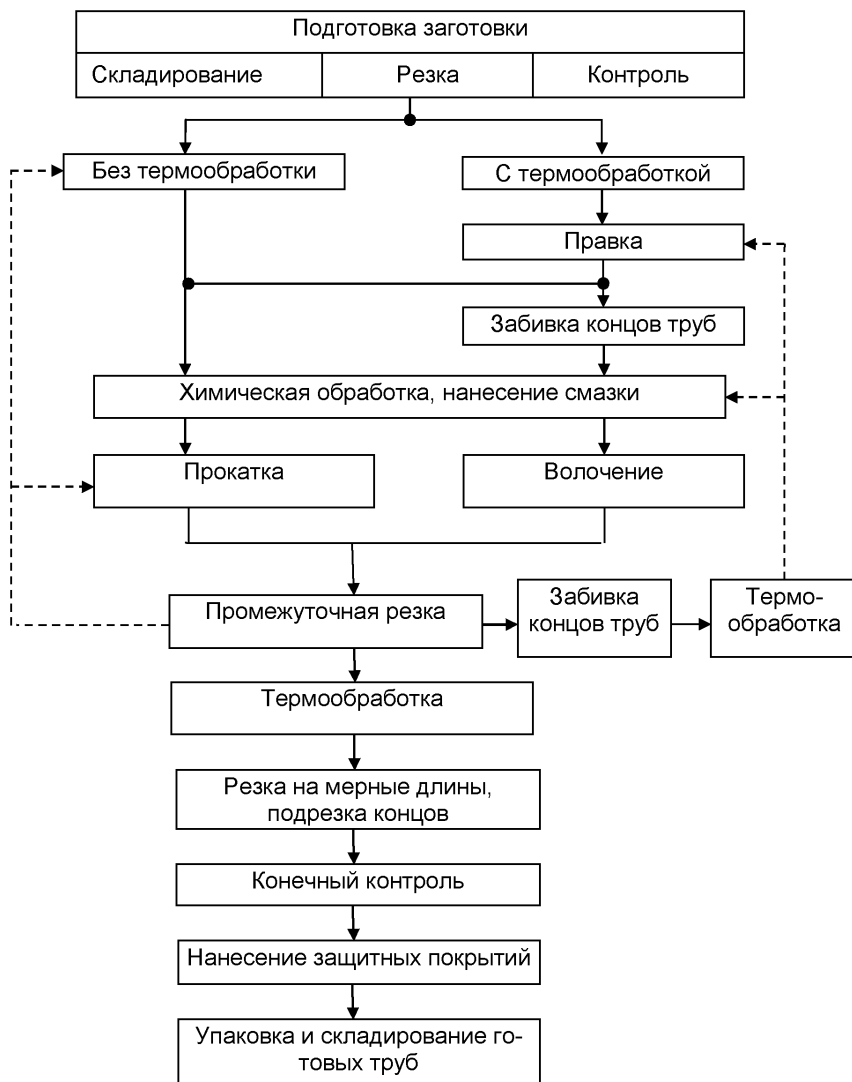 Подготовка заготовки
Складирование
Резка
Контроль
Без термообработки
С термообработкой
Правка
Забивка концов труб
Химическая обработка, нанесение смазки
Прокатка
Волочение
Промежуточная резка
Забивка
концов труб
Термо-
обработка
Термообработка
Резка на мерные длины,
подрезка концов
Конечный контроль
Нанесение защитных покрытий
Упаковка и складирование го-
товых труб